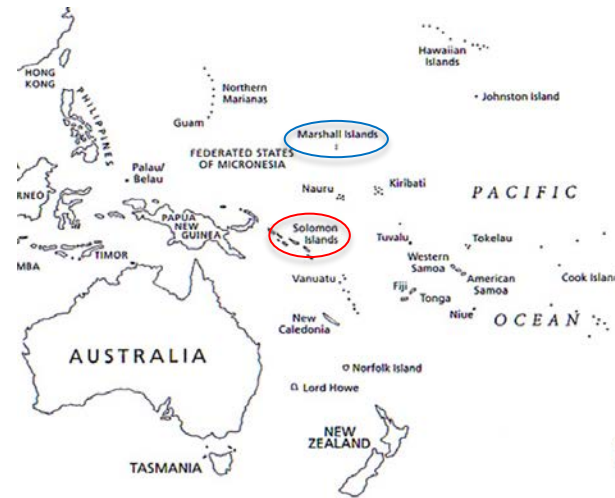 Hawaiian
Islands
HONG
KONG
Northern
Marianas
Johnston Island
PHILIPPINES
Guam
Marshall Islands
FEDERATED STATES
OF MICRONESIA
Palau/
Belau
Nauru
Kiribati
PACIFIC
RNEO
PAPUA
NEW
GUINEA
Solomon
Islands
Tuvalu
Tokelau
MBA
TIMOR
Western
Samoa
American
Samoa
Cook Island
Vanuatu
Fiji
Tonga
Niue
OCEAN
New
Caledonia
AUSTRALIA
Norfolk Island
Lord Howe
NEW
ZEALAND
TASMANIA